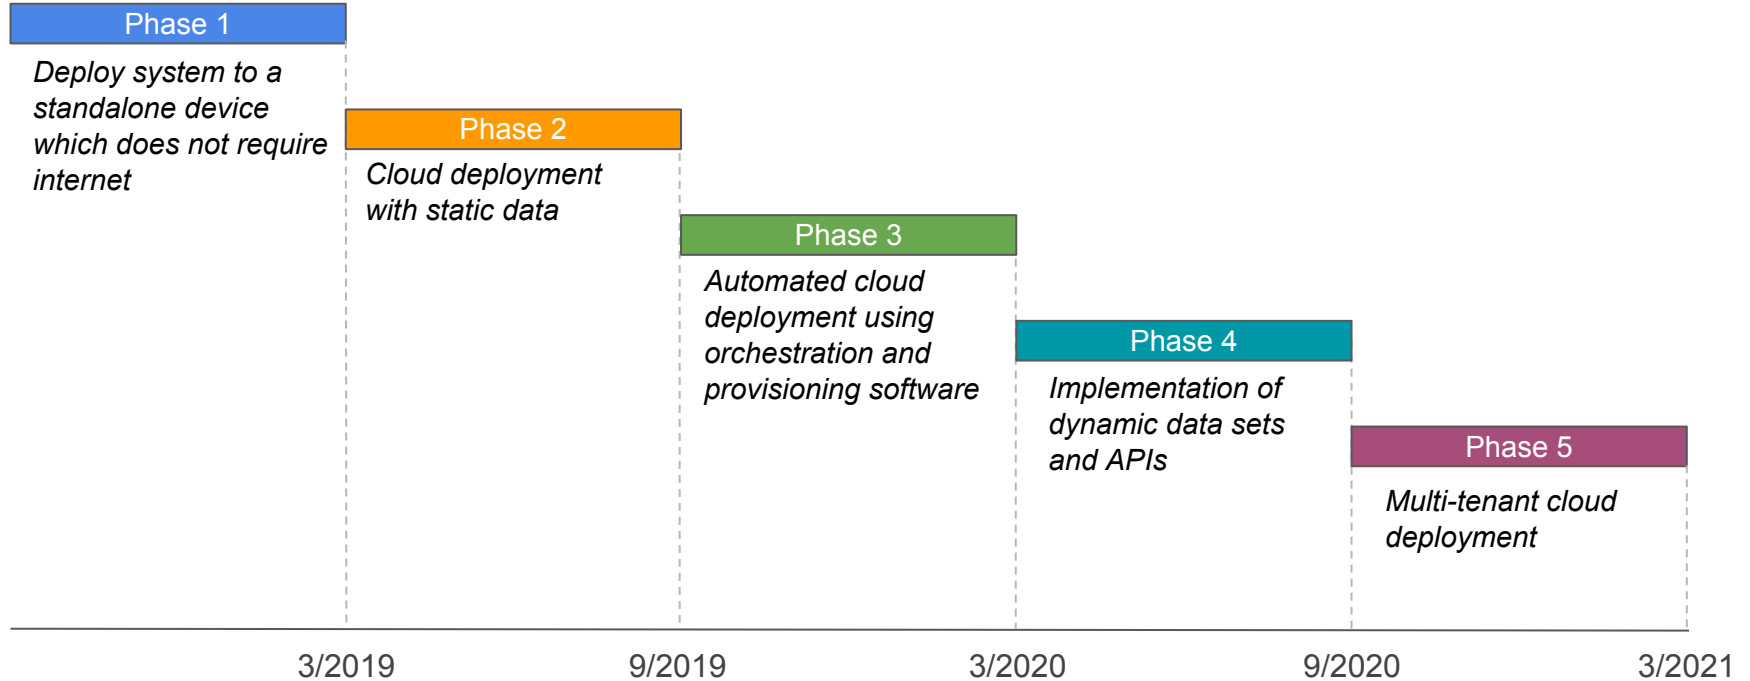 Phase 1
Deploy system to a
standalone device
which does not require
internet
Phase 2
Cloud deployment
with static data
Phase 3
Automated cloud
deployment using
orchestration and
provisioning software
Phase 4
Implementation of
dynamic data sets
and APIs
Phase 5
Multi-tenant cloud
deployment
3/2019
9/2019
3/2020
9/2020
3/2021